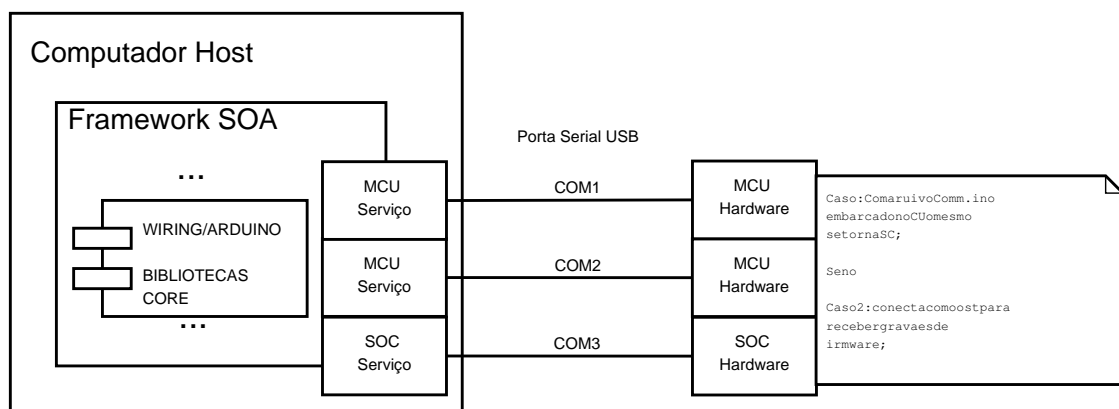 Computador Host
Framework SOA
...
WIRING/ARDUINO
BIBLIOTECAS
CORE
...
MCU
Serviço
MCU
Serviço
SOC
Serviço
Porta Serial USB
COM1
COM2
COM3
MCU
Hardware
MCU
Hardware
SOC
Hardware
Caso:ComaruivoComm.ino
embarcadonoCUomesmo
setornaSC;
Seno
Caso2:conectacomoostpara
recebergravaesde
irmware;